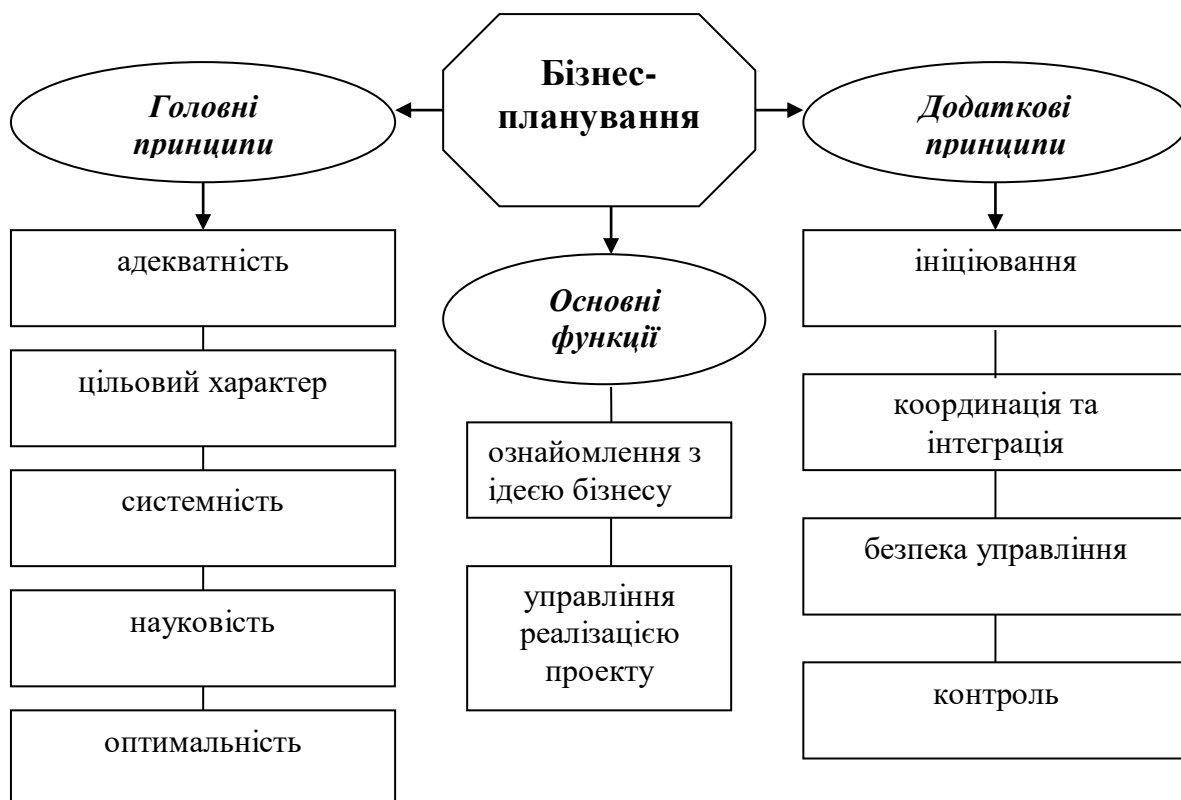 Бізнес-
планування
Головні
принципи
Додаткові
принципи
адекватність
цільовий характер
системність
науковість
оптимальність
Основні
функції
ознайомлення з
ідеєю бізнесу
управління
реалізацією
проекту
ініціювання
координація та
інтеграція
безпека управління
контроль